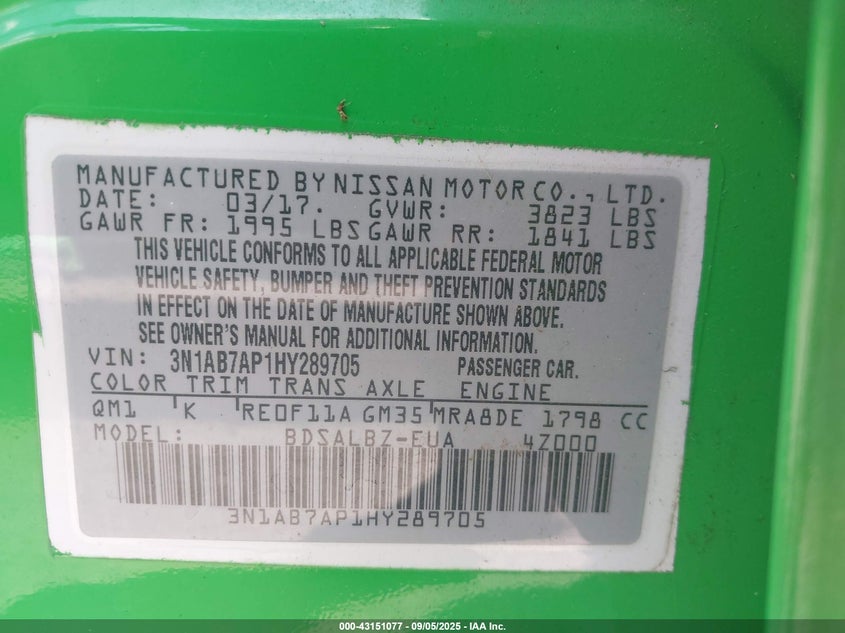 MANUFACTURED BY NISSAN MOTOR CO., LTD.
DATE: 03/17. GVWR: 3823 LBS
GAWR FR: 1995 LBS GAWR RR: 1841 LBS
THIS VEHICLE CONFORMS TO ALL APPLICABLE FEDERAL MOTOR
VEHICLE SAFETY, BUMPER AND THEFT PREVENTION STANDARDS
IN EFFECT ON THE DATE OF MANUFACTURE SHOWN ABOVE.
SEE OWNER'S MANUAL FOR ADDITIONAL INFORMATION.
VIN: 3N1AB7AP1HY289705 PASSENGER CAR.
COLOR TRIM TRANS AXLE ENGINE
QM1 K RE0F11A GM35 MRA8DE 1798 CC
MODEL: BDSALBZ-EUA 4Z000
3N1AB7AP1HY289705
000-43151077 - 09/05/2025 - IAA Inc.